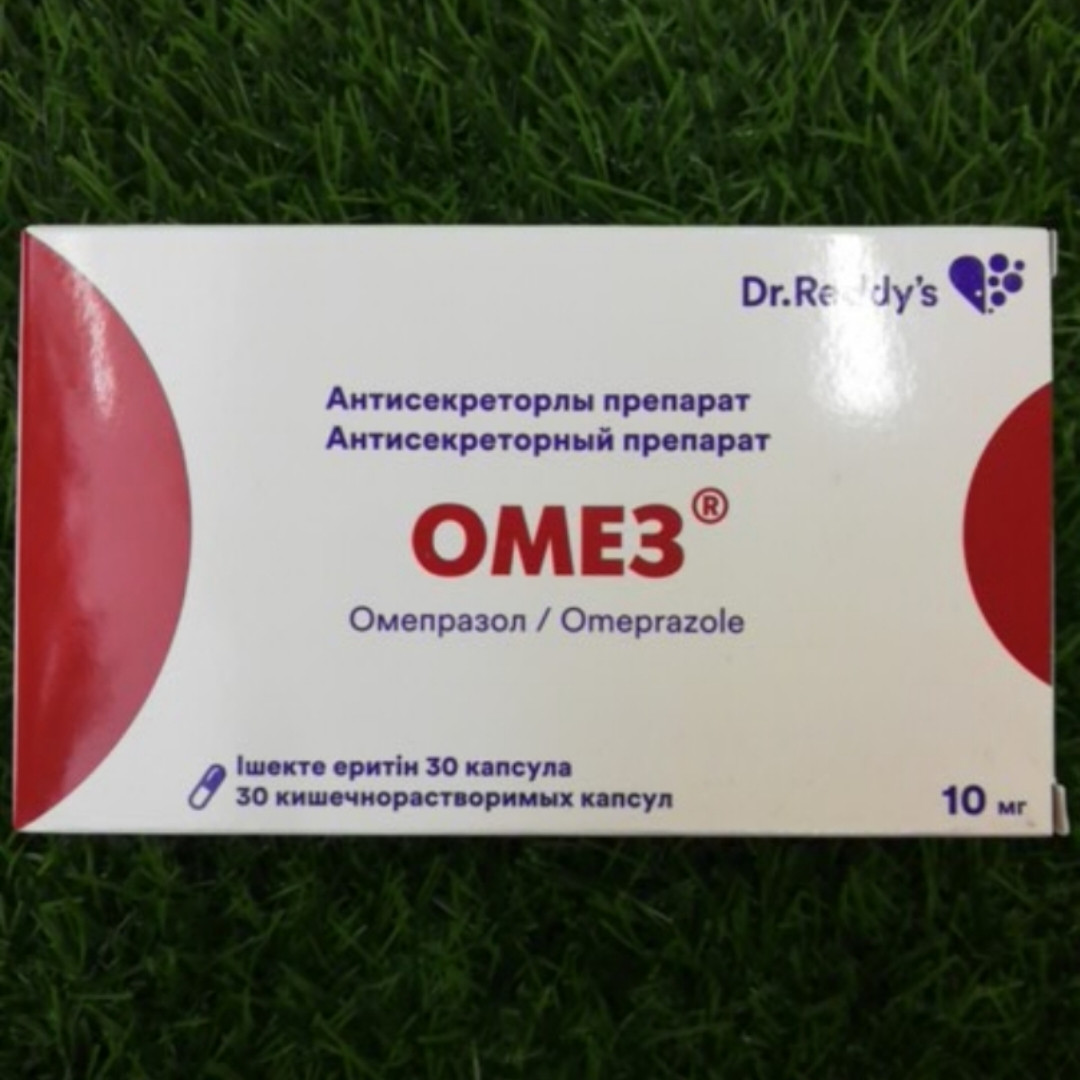 Dr.Reddy's
Антисекреторлы препарат
Антисекреторный препарат
ОМЕЗ®
Омепразол / Omeprazole
Ішекте еритін 30 капсула
30 кишечнорастворимых капсул
10 мг